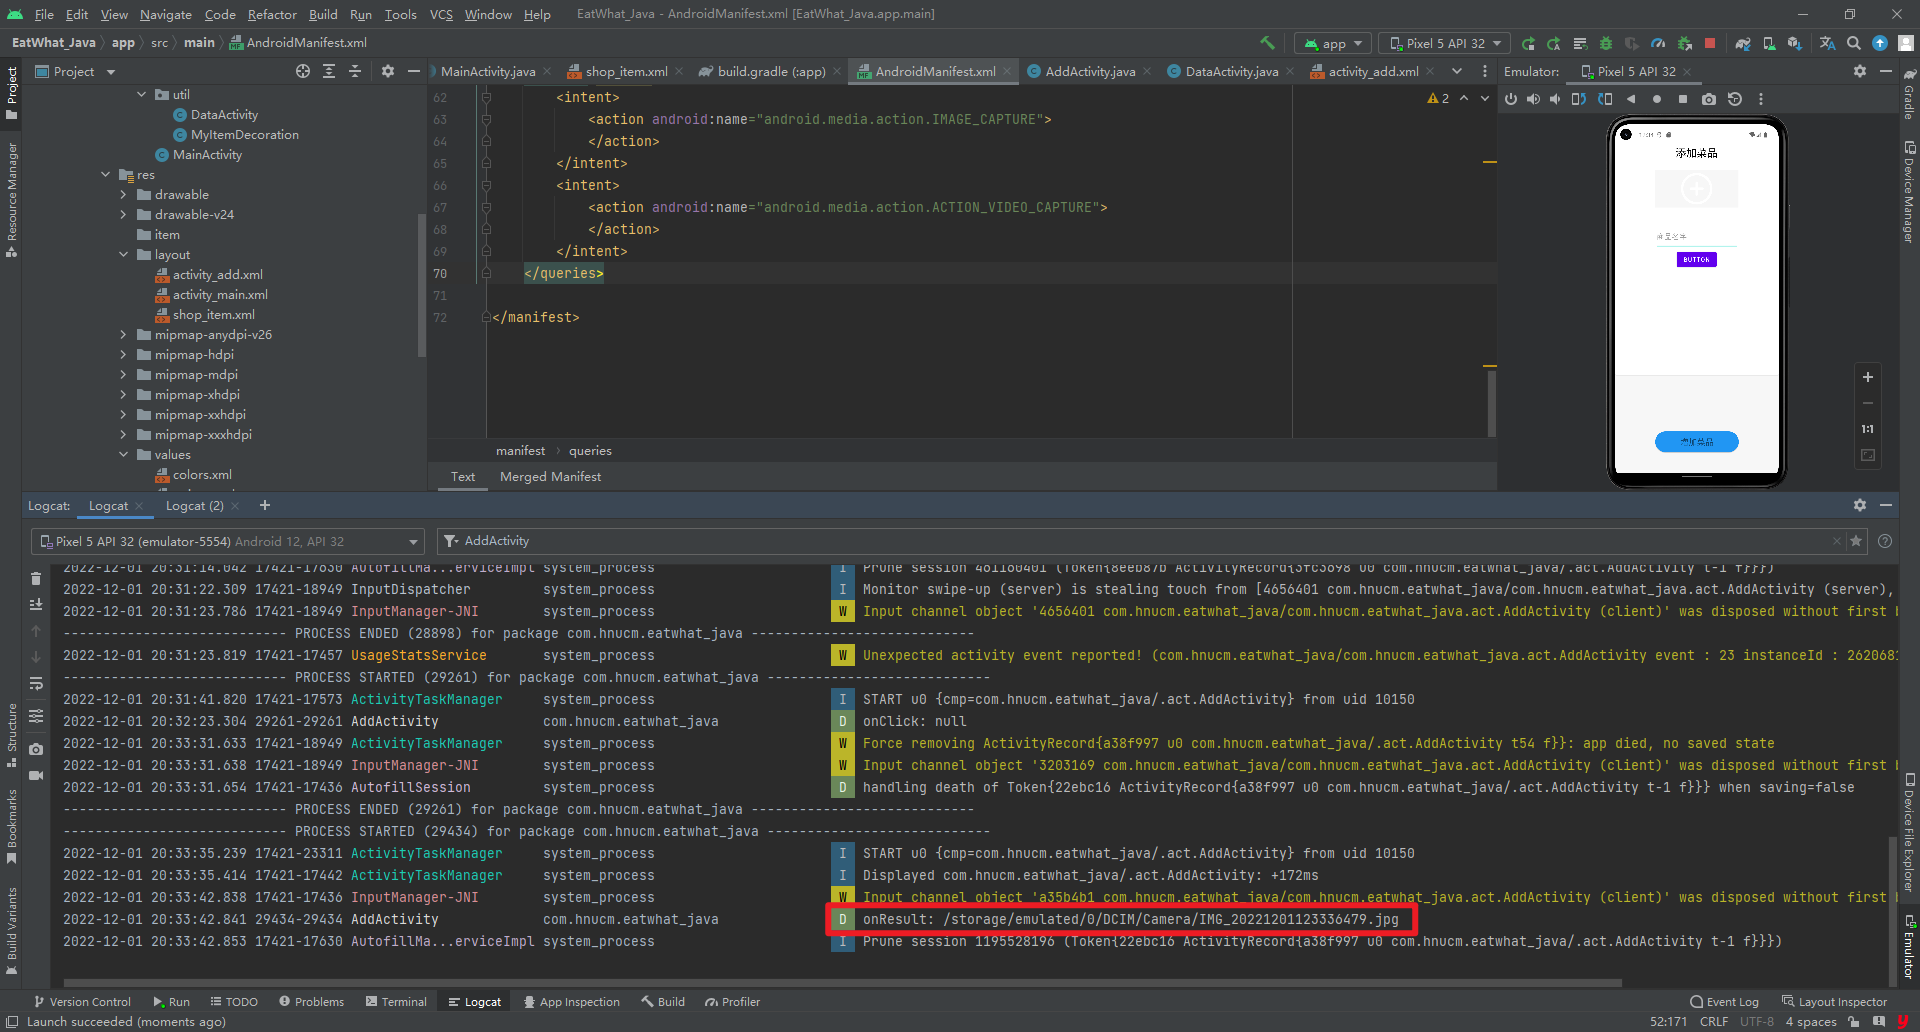 File Edit View Navigate Code Refactor Build Run Tools VCS Window Help EatWhat_Java - AndroidManifest.xml [EatWhat_Java.app.main]
EatWhat_Java app src main AndroidManifest.xml
app Pixel 5 API 32
Project
MainActivity.java shop_item.xml build.gradle (:app) AndroidManifest.xml AddActivity.java DataActivity.java activity_add.xml
Emulator: Pixel 5 API 32
Project
Resource Manager
Structure
Bookmarks
Build Variants
util
DataActivity
MyItemDecoration
MainActivity
res
drawable
drawable-v24
item
layout
activity_add.xml
activity_main.xml
shop_item.xml
mipmap-anydpi-v26
mipmap-hdpi
mipmap-mdpi
mipmap-xhdpi
mipmap-xxhdpi
mipmap-xxxhdpi
values
colors.xml
2
62 <intent>
63 <action android:name="android.media.action.IMAGE_CAPTURE">
64 </action>
65 </intent>
66 <intent>
67 <action android:name="android.media.action.ACTION_VIDEO_CAPTURE">
68 </action>
69 </intent>
70 </queries>
71
72 </manifest>
manifest queries
Text Merged Manifest
添加菜品
商品名字
BUTTON
添加菜品
1:1
Gradle
Device Manager
Device File Explorer
Emulator
Logcat: Logcat Logcat (2)
Pixel 5 API 32 (emulator-5554) Android 12, API 32
AddActivity
2022-12-01 20:31:14.042 17421-17630 AutofillMa...erviceImpl system_process I Prune session 461160401 (Token{8eeb87b ActivityRecord{3fc3698 u0 com.hnucm.eatwhat_java/.act.AddActivity t-1 f}}})
2022-12-01 20:31:22.309 17421-18949 InputDispatcher system_process I Monitor swipe-up (server) is stealing touch from [4656401 com.hnucm.eatwhat_java/com.hnucm.eatwhat_java.act.AddActivity (server),
2022-12-01 20:31:23.786 17421-18949 InputManager-JNI system_process W Input channel object '4656401 com.hnucm.eatwhat_java/com.hnucm.eatwhat_java.act.AddActivity (client)' was disposed without first b
---------------------------- PROCESS ENDED (28898) for package com.hnucm.eatwhat_java ----------------------------
2022-12-01 20:31:23.819 17421-17457 UsageStatsService system_process W Unexpected activity event reported! (com.hnucm.eatwhat_java/com.hnucm.eatwhat_java.act.AddActivity event : 23 instanceId : 262068
---------------------------- PROCESS STARTED (29261) for package com.hnucm.eatwhat_java ----------------------------
2022-12-01 20:31:41.820 17421-17573 ActivityTaskManager system_process I START u0 {cmp=com.hnucm.eatwhat_java/.act.AddActivity} from uid 10150
2022-12-01 20:32:23.304 29261-29261 AddActivity com.hnucm.eatwhat_java D onClick: null
2022-12-01 20:33:31.633 17421-18949 ActivityTaskManager system_process W Force removing ActivityRecord{a38f997 u0 com.hnucm.eatwhat_java/.act.AddActivity t54 f}}: app died, no saved state
2022-12-01 20:33:31.638 17421-18949 InputManager-JNI system_process W Input channel object '3203169 com.hnucm.eatwhat_java/com.hnucm.eatwhat_java.act.AddActivity (client)' was disposed without first b
2022-12-01 20:33:31.654 17421-17436 AutofillSession system_process D handling death of Token{22ebc16 ActivityRecord{a38f997 u0 com.hnucm.eatwhat_java/.act.AddActivity t-1 f}}} when saving=false
---------------------------- PROCESS ENDED (29261) for package com.hnucm.eatwhat_java ----------------------------
---------------------------- PROCESS STARTED (29434) for package com.hnucm.eatwhat_java ----------------------------
2022-12-01 20:33:35.239 17421-23311 ActivityTaskManager system_process I START u0 {cmp=com.hnucm.eatwhat_java/.act.AddActivity} from uid 10150
2022-12-01 20:33:35.414 17421-17442 ActivityTaskManager system_process I Displayed com.hnucm.eatwhat_java/.act.AddActivity: +172ms
2022-12-01 20:33:42.838 17421-17436 InputManager-JNI system_process W Input channel object 'a35b4b1 com.hnucm.eatwhat_java/com.hnucm.eatwhat_java.act.AddActivity (client)' was disposed without first b
2022-12-01 20:33:42.841 29434-29434 AddActivity com.hnucm.eatwhat_java D onResult: /storage/emulated/0/DCIM/Camera/IMG_20221201123336479.jpg
2022-12-01 20:33:42.853 17421-17630 AutofillMa...erviceImpl system_process I Prune session 1195528196 (Token{22ebc16 ActivityRecord{a38f997 u0 com.hnucm.eatwhat_java/.act.AddActivity t-1 f}}})
Version Control Run TODO Problems Terminal Logcat App Inspection Build Profiler Event Log Layout Inspector
Launch succeeded (moments ago) 52:171 CRLF UTF-8 4 spaces